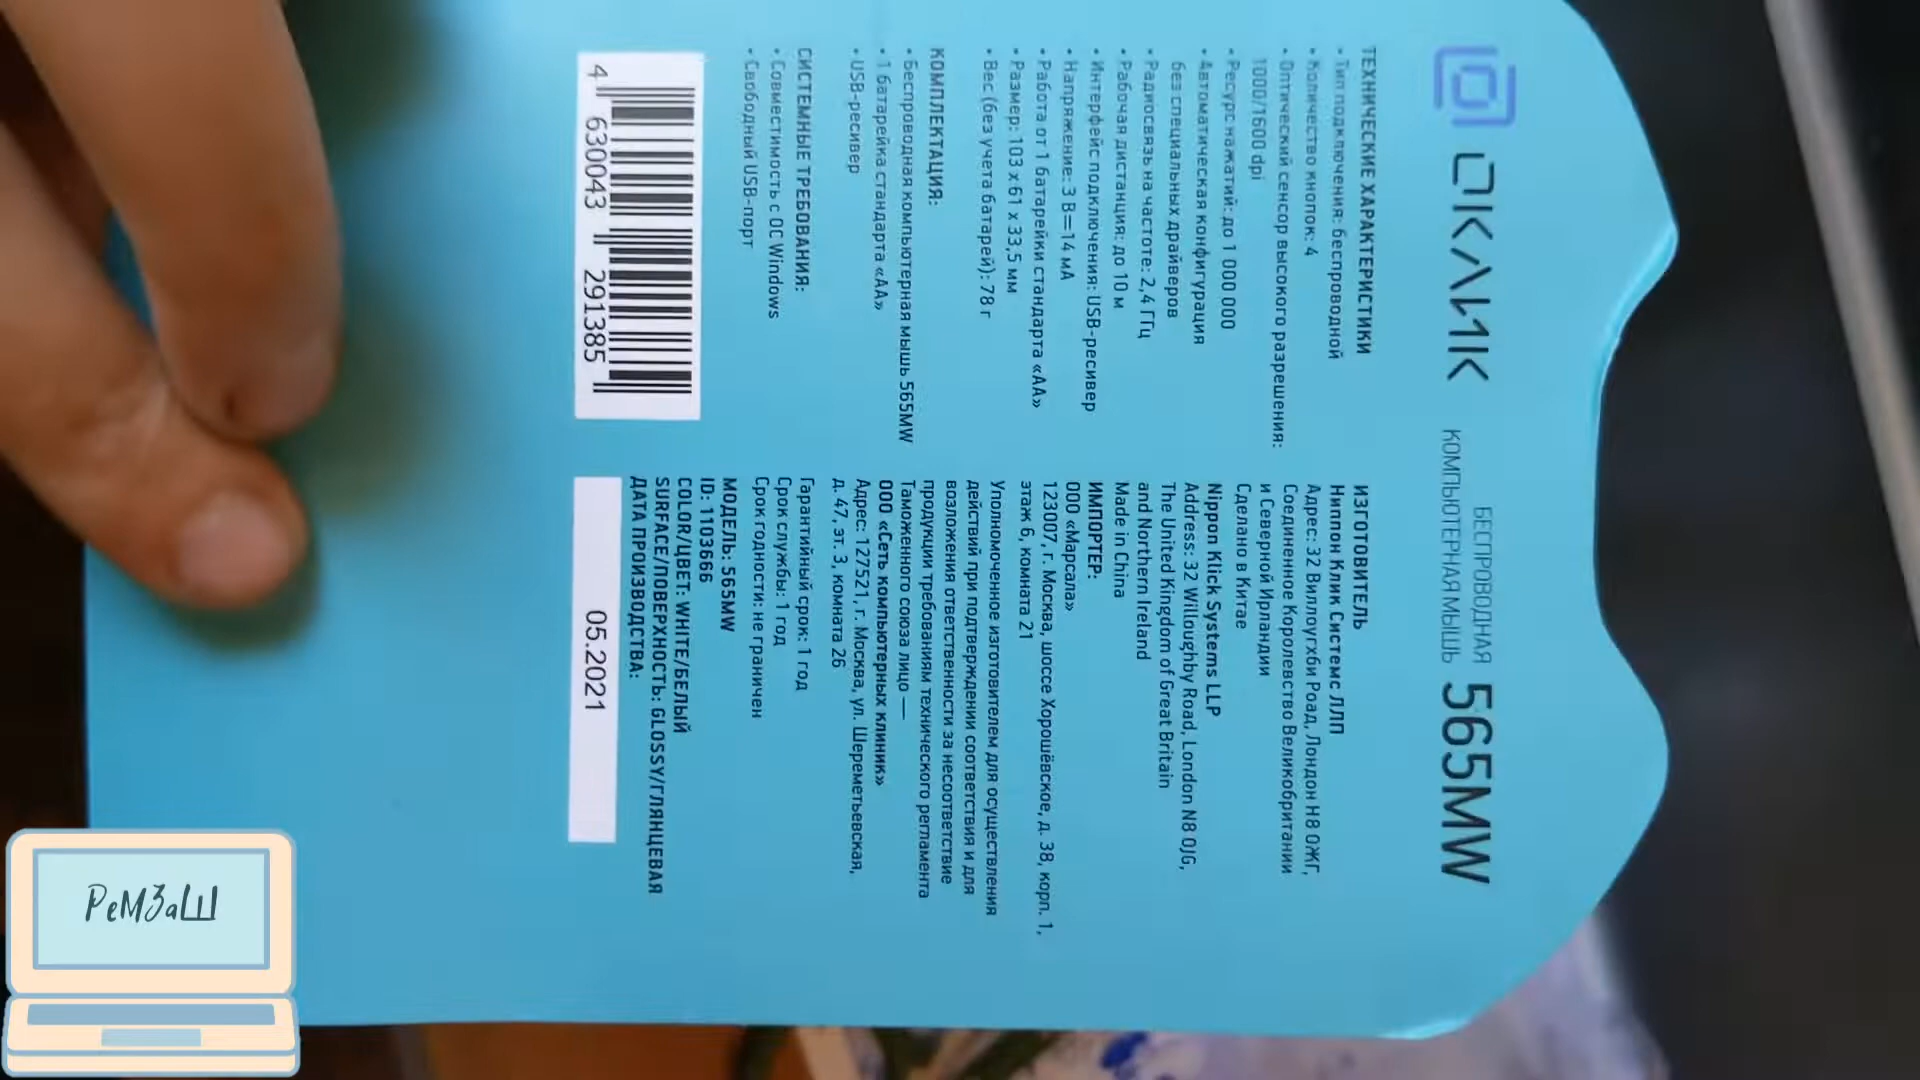 ОКЛИК
БЕСПРОВОДНАЯ
КОМПЬЮТЕРНАЯ МЫШЬ
565MW
ТЕХНИЧЕСКИЕ ХАРАКТЕРИСТИКИ
• Тип подключения: беспроводной
• Количество кнопок: 4
• Оптический сенсор высокого разрешения:
1000/1600 dpi
• Ресурс нажатий: до 1 000 000
• Автоматическая конфигурация
без специальных драйверов
• Радиосвязь на частоте: 2,4 ГГц
• Рабочая дистанция: до 10 м
• Интерфейс подключения: USB-ресивер
• Напряжение: 3 В=14 мА
• Работа от 1 батарейки стандарта «АА»
• Размер: 103 х 61 х 33,5 мм
• Вес (без учета батарей): 78 г
КОМПЛЕКТАЦИЯ:
• Беспроводная компьютерная мышь 565MW
• 1 батарейка стандарта «АА»
• USB-ресивер
СИСТЕМНЫЕ ТРЕБОВАНИЯ:
• Совместимость с ОС Windows
• Свободный USB-порт
4 630043 291385
ИЗГОТОВИТЕЛЬ
Ниппон Клик Системс ЛЛП
Адрес: 32 Виллоугхби Роад, Лондон Н8 0ЖГ,
Соединенное Королевство Великобритании
и Северной Ирландии
Сделано в Китае
Nippon Klick Systems LLP
Address: 32 Willoughby Road, London N8 0JG,
The United Kingdom of Great Britain
and Northern Ireland
Made in China
ИМПОРТЕР:
ООО «Марсала»
123007, г. Москва, шоссе Хорошёвское, д. 38, корп. 1,
этаж 6, комната 21
Уполномоченное изготовителем для осуществления
действий при подтверждении соответствия и для
возложения ответственности за несоответствие
продукции требованиям технического регламента
Таможенного союза лицо —
ООО «Сеть компьютерных клиник»
Адрес: 127521, г. Москва, ул. Шереметьевская,
д. 47, эт. 3, комната 26
Гарантийный срок: 1 год
Срок службы: 1 год
Срок годности: не граничен
МОДЕЛЬ: 565MW
ID: 1103666
COLOR/ЦВЕТ: WHITE/БЕЛЫЙ
SURFACE/ПОВЕРХНОСТЬ: GLOSSY/ГЛЯНЦЕВАЯ
ДАТА ПРОИЗВОДСТВА:
05.2021
РеМЗаШ